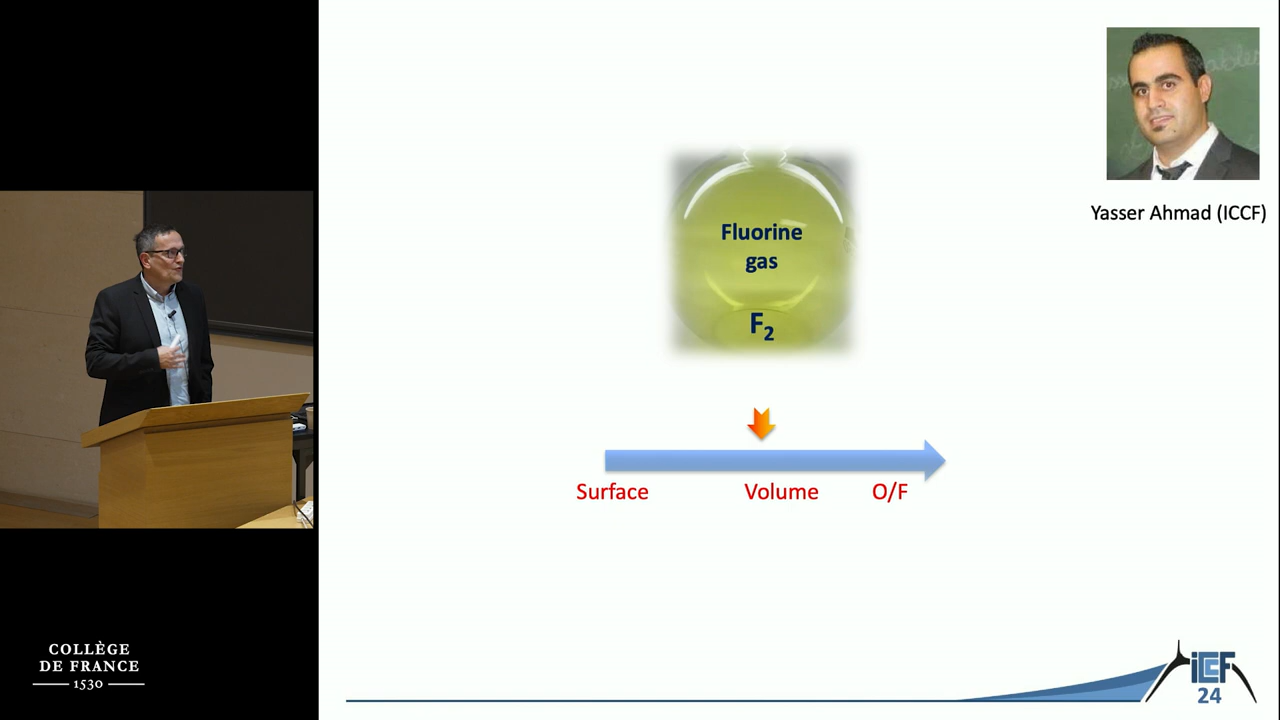 Yasser Ahmad (ICCF)
Fluorine
gas
F₂
Surface
Volume
O/F
COLLÈGE
DE FRANCE
1530
iCCF
24